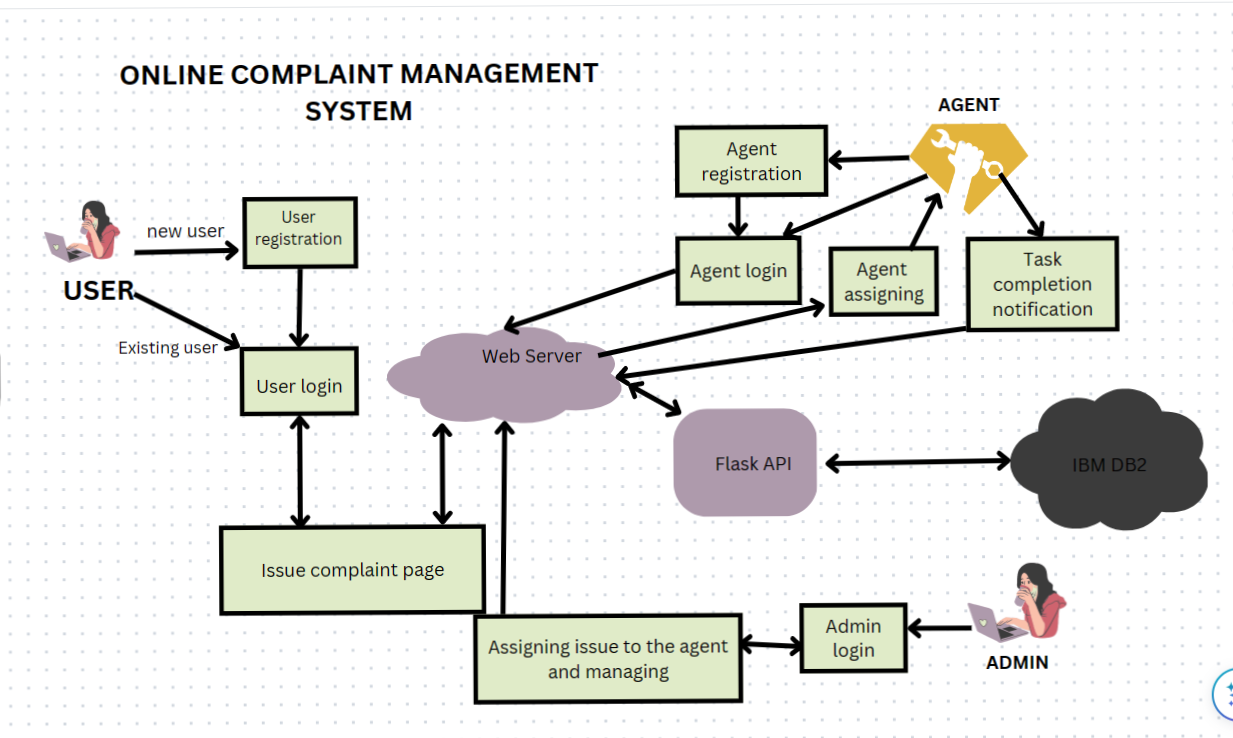 ONLINE COMPLAINT MANAGEMENT
SYSTEM
AGENT
Agent
registration
new user
User
registration
USER
Existing user
User login
Agent login
Agent
assigning
Task
completion
notification
Web Server
Flask API
IBM DB2
Issue complaint page
Assigning issue to the agent
and managing
Admin
login
ADMIN